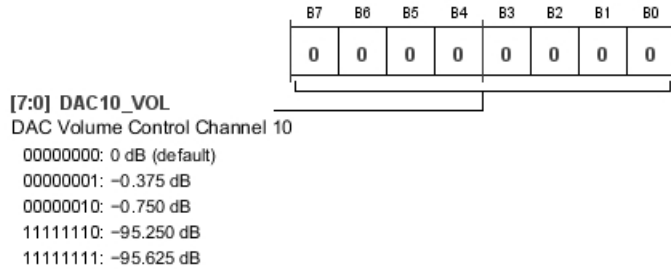 B7 B6 B5 B4 B3 B2 B1 B0
0 0 0 0 0 0 0 0
[7:0] DAC10_VOL
DAC Volume Control Channel 10
00000000: 0 dB (default)
00000001: −0.375 dB
00000010: −0.750 dB
11111110: −95.250 dB
11111111: −95.625 dB